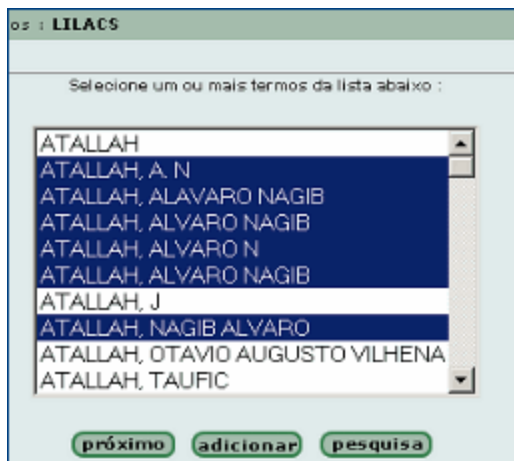 os : LILACS
Selecione um ou mais termos da lista abaixo :
ATALLAH
ATALLAH, A. N
ATALLAH, ALAVARO NAGIB
ATALLAH, ALVARO NAGIB
ATALLAH, ALVARO N
ATALLAH, ALVARO NAGIB
ATALLAH, J
ATALLAH, NAGIB ALVARO
ATALLAH, OTAVIO AUGUSTO VILHENA
ATALLAH, TAUFIC
próximo adicionar pesquisa